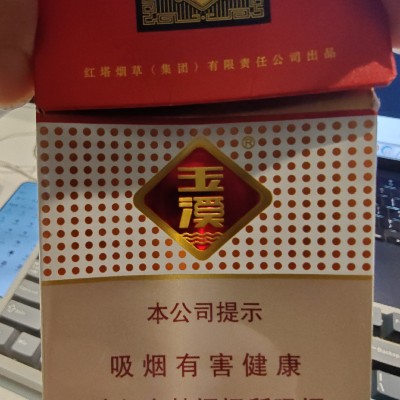 红塔烟草（集团）有限责任公司出品
玉溪®
本公司提示
吸烟有害健康